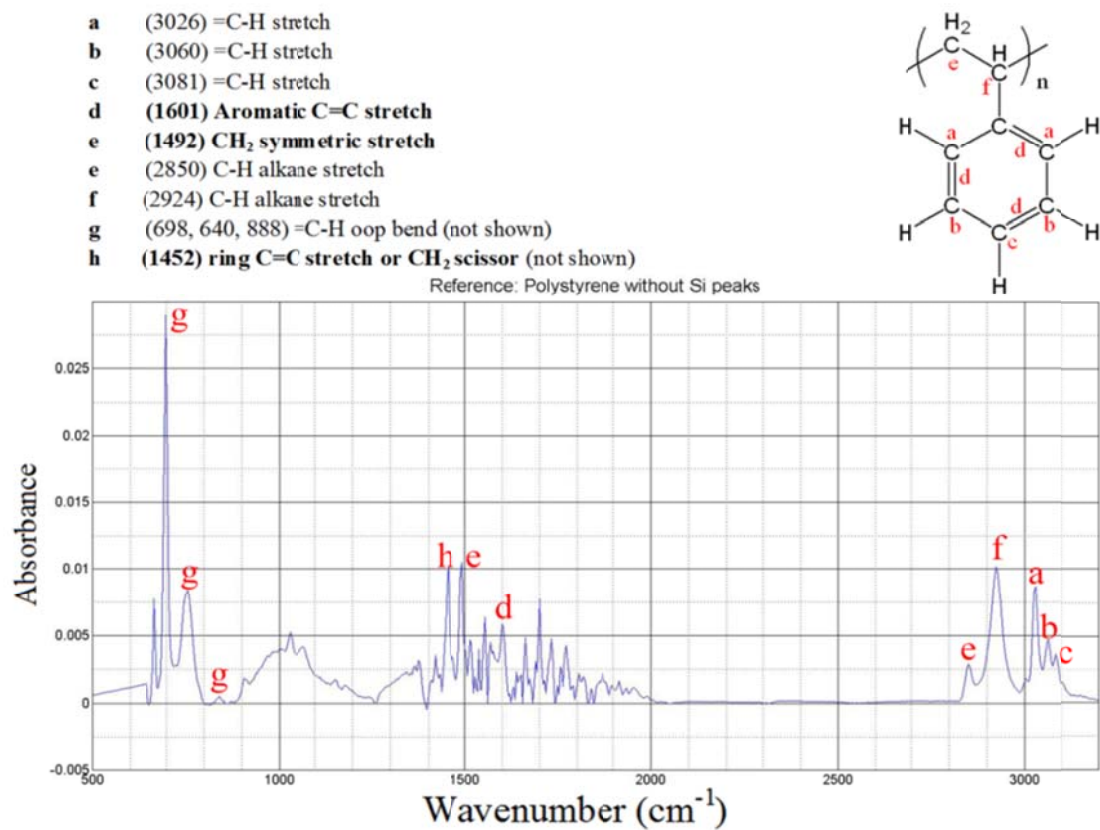 a (3026) =C-H stretch
b (3060) =C-H stretch
c (3081) =C-H stretch
d (1601) Aromatic C=C stretch
e (1492) CH₂ symmetric stretch
e (2850) C-H alkane stretch
f (2924) C-H alkane stretch
g (698, 640, 888) =C-H oop bend (not shown)
h (1452) ring C=C stretch or CH₂ scissor (not shown)
H₂
C H
e C n
f
H a C a H
C d C
d
C d C
H b C b H
c
H
Reference: Polystyrene without Si peaks
g
0.025
0.02
0.015
h e f
0.01
g d a
0.005
b
e c
g
0
-0.005
500 1000 1500 2000 2500 3000
Absorbance
Wavenumber (cm⁻¹)